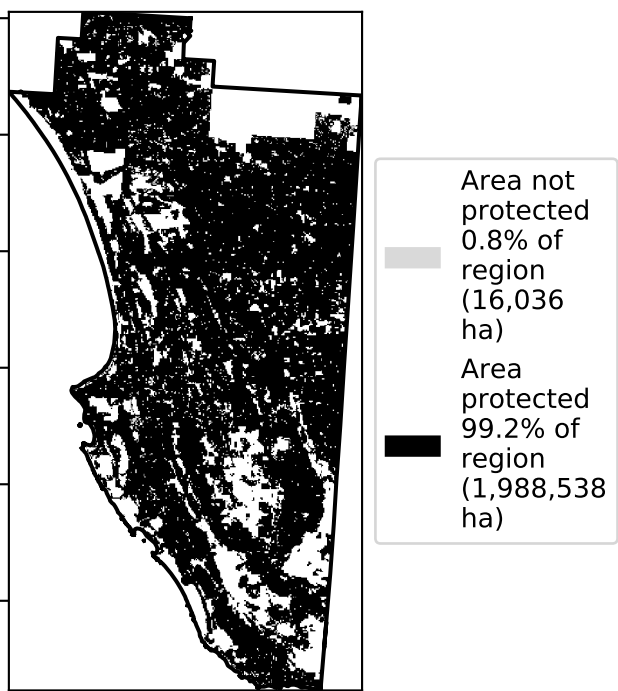 Area not
protected
0.8% of
region
(16,036
ha)
Area
protected
99.2% of
region
(1,988,538
ha)